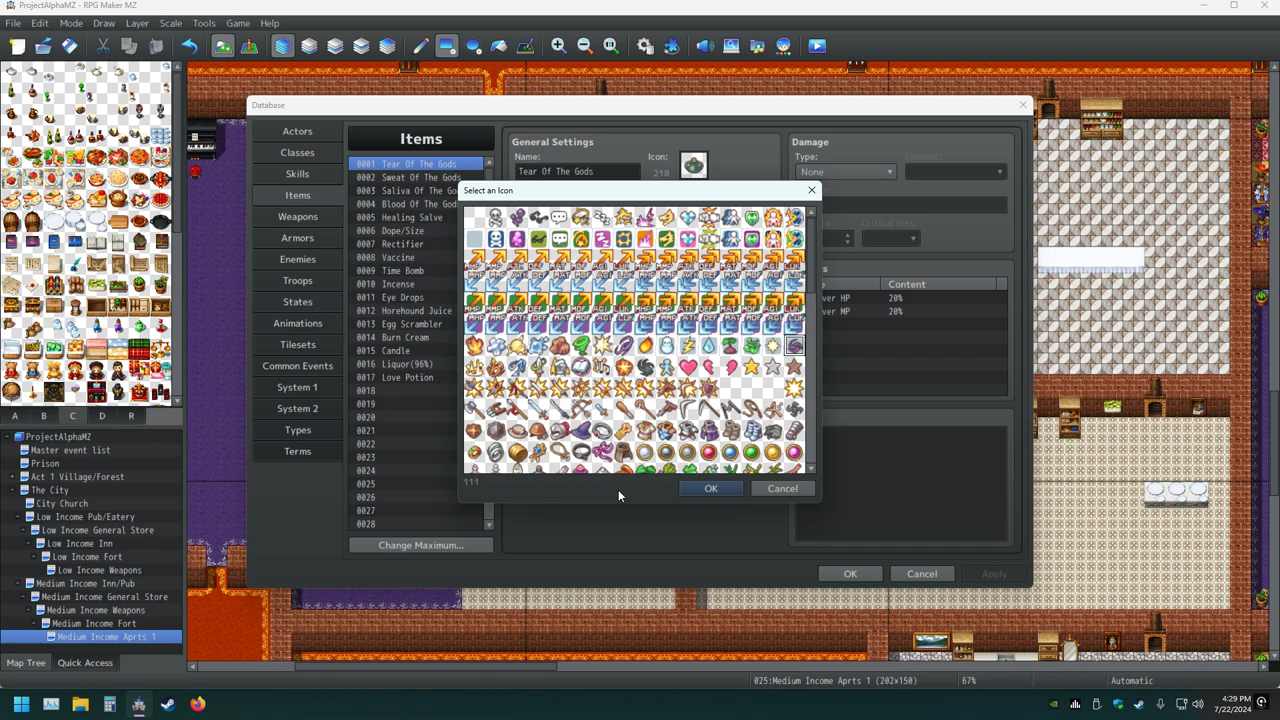 ProjectAlphaMZ - RPG Maker MZ
File Edit Mode Draw Layer Scale Tools Game Help
Database
Actors
Classes
Skills
Items
Weapons
Armors
Enemies
Troops
States
Animations
Tilesets
Common Events
System 1
System 2
Types
Terms
Items
0001 Tear Of The Gods
0002 Sweat Of The Gods
0003 Saliva Of The Go
0004 Blood Of The God
0005 Healing Salve
0006 Dope/Size
0007 Rectifier
0008 Vaccine
0009 Time Bomb
0010 Incense
0011 Eye Drops
0012 Horehound Juice
0013 Egg Scrambler
0014 Burn Cream
0015 Candle
0016 Liquor(96%)
0017 Love Potion
0018
0019
0020
0021
0022
0023
0024
0025
0026
0027
0028
Change Maximum...
General Settings
Name:
Icon:
Tear Of The Gods
218
Damage
Type:
Element:
None
Critical Hits:
Content
ver HP 20%
ver MP 20%
Select an Icon
111
OK
Cancel
OK
Cancel
Apply
A B C D R
ProjectAlphaMZ
Master event list
Prison
Act 1 Village/Forest
The City
City Church
Low Income Pub/Eatery
Low Income General Store
Low Income Inn
Low Income Fort
Low Income Weapons
Medium Income Inn/Pub
Medium Income General Store
Medium Income Weapons
Medium Income Fort
Medium Income Aprts 1
Map Tree
Quick Access
025:Medium Income Aprts 1 (202x150)
67%
Automatic
4:29 PM
7/22/2024